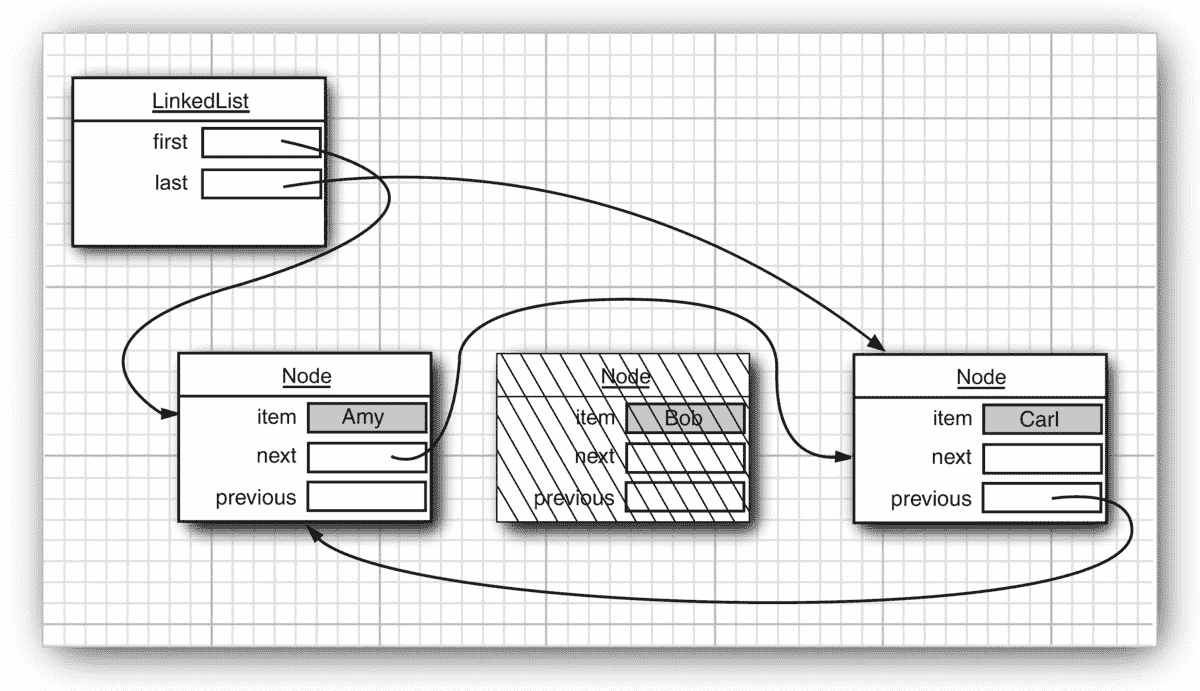 LinkedList
first
last
Node
item Amy
next
previous
Node
item Bob
next
previous
Node
item Carl
next
previous